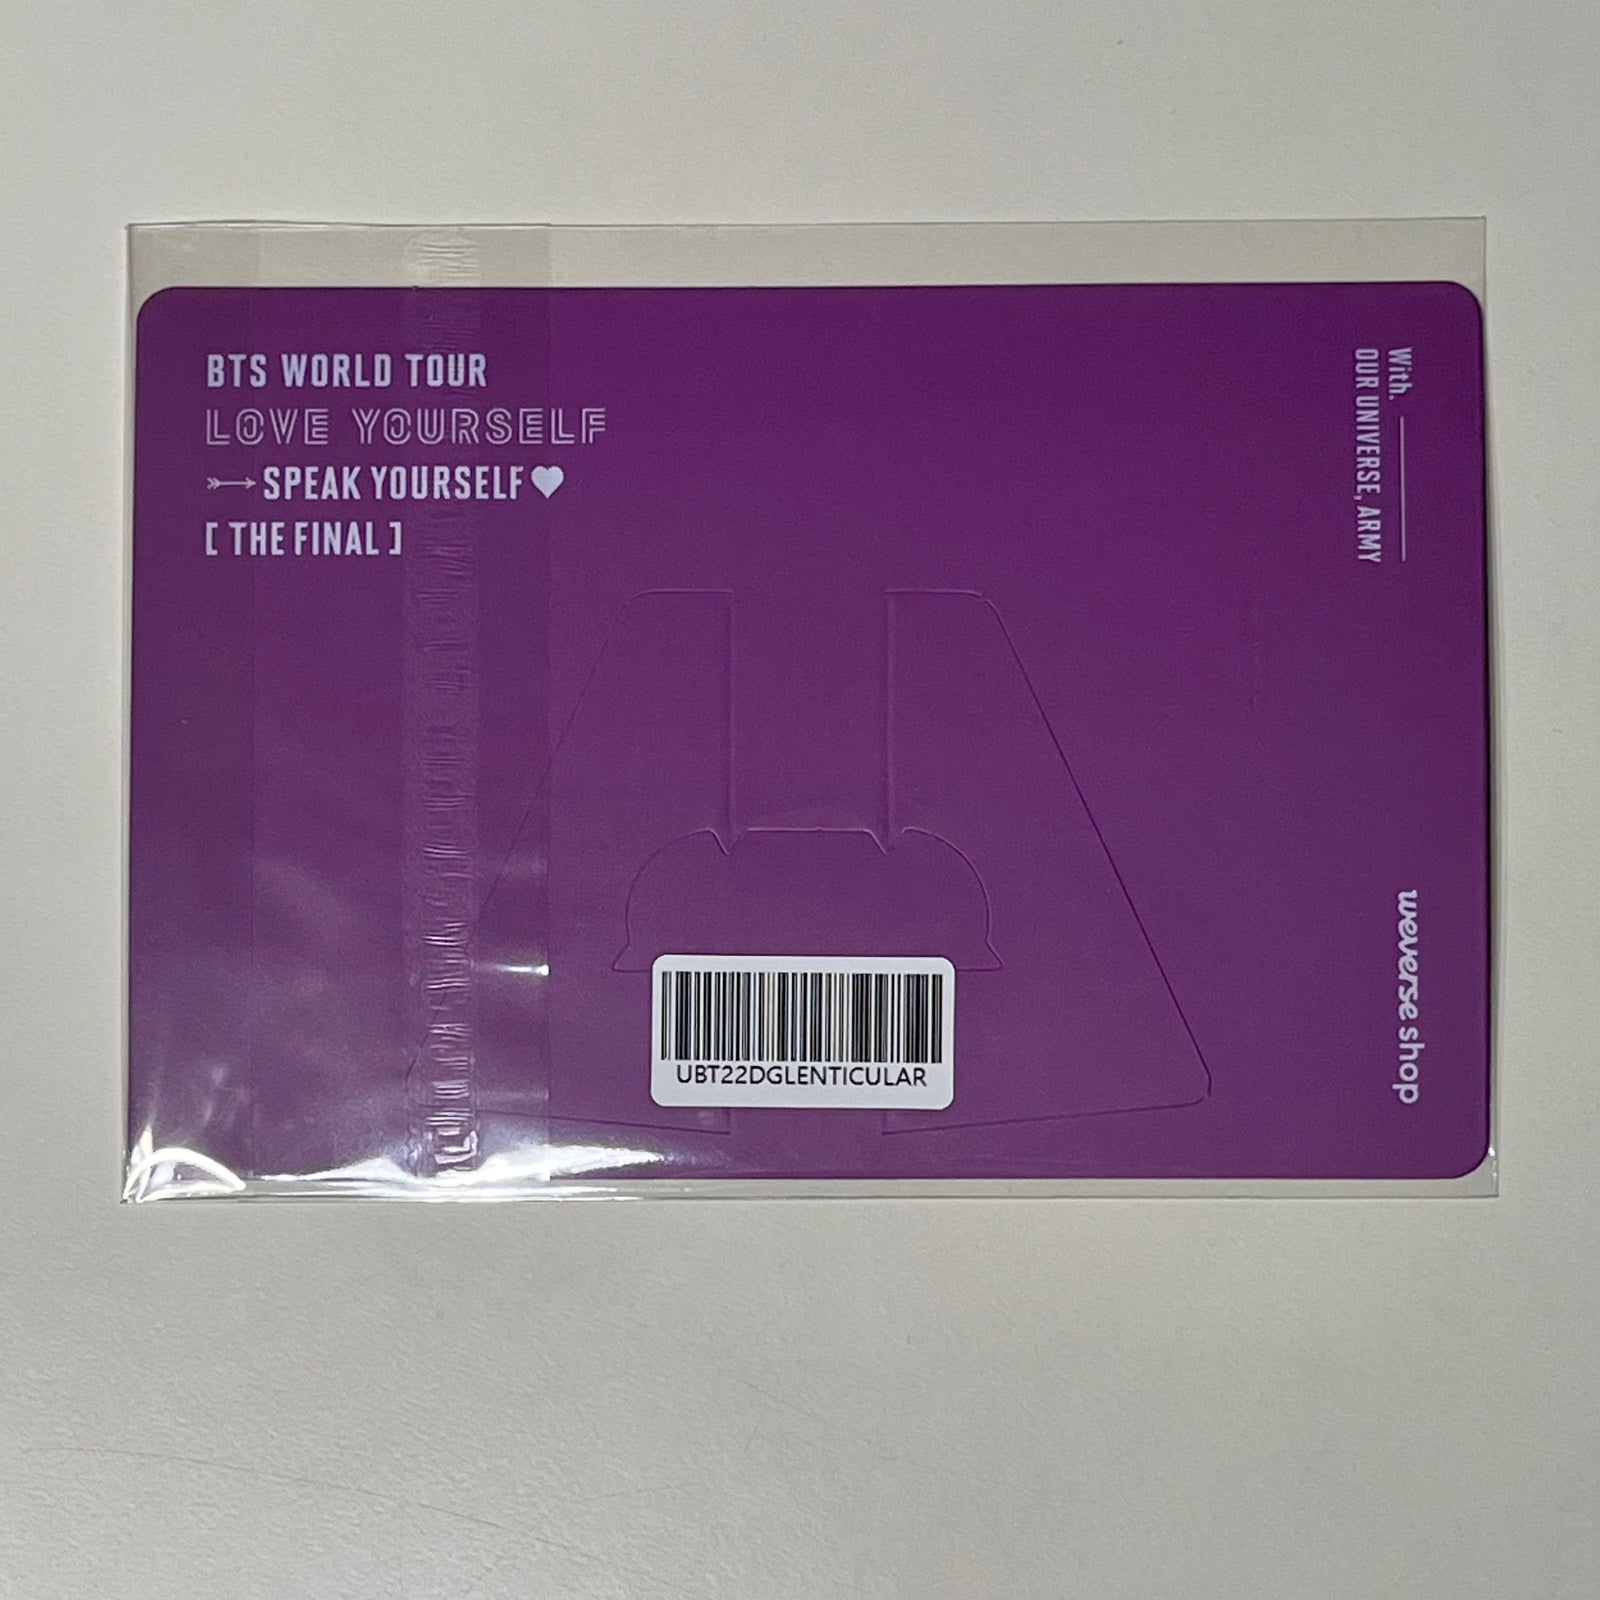 BTS WORLD TOUR
LOVE YOURSELF
SPEAK YOURSELF
[ THE FINAL ]
With.
OUR UNIVERSE, ARMY
weverse shop
UBT22DGLENTICULAR